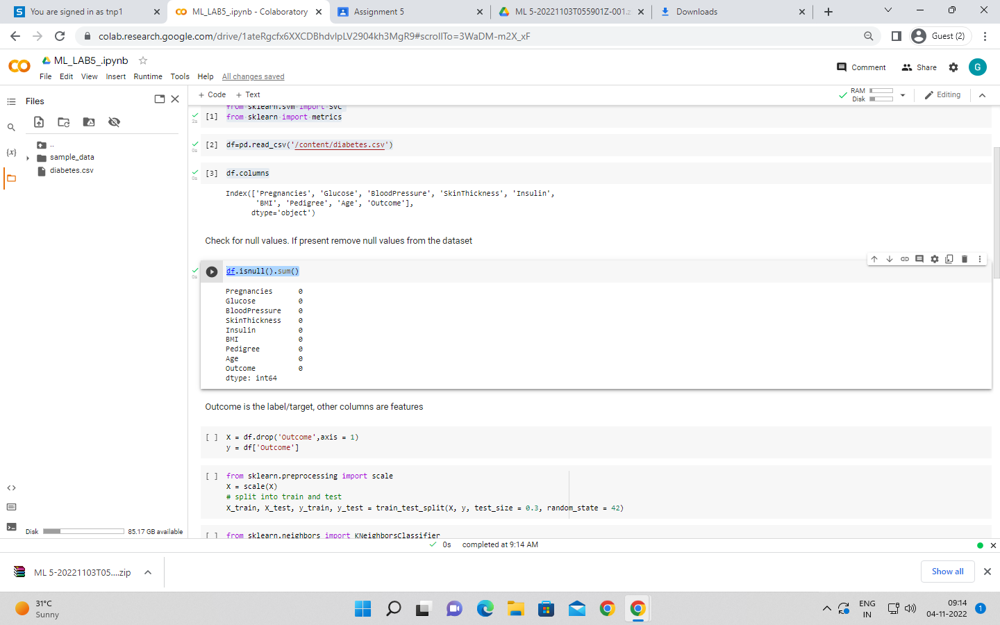 You are signed in as tnp1
ML_LAB5_.ipynb - Colaboratory
Assignment 5
ML 5-20221103T055901Z-001.z
Downloads
colab.research.google.com/drive/1ateRgcfx6XXCDBhdvlpLV2904kh3MgR9#scrollTo=3WaDM-m2X_xF
Guest (2)
ML_LAB5_.ipynb
File Edit View Insert Runtime Tools Help All changes saved
Comment
Share
G
Files
+ Code + Text
RAM
Disk
Editing
..
sample_data
diabetes.csv
from sklearn.svm import SVC
[1] from sklearn import metrics
2s
[2] df=pd.read_csv('/content/diabetes.csv')
0s
[3] df.columns
0s
Index(['Pregnancies', 'Glucose', 'BloodPressure', 'SkinThickness', 'Insulin',
'BMI', 'Pedigree', 'Age', 'Outcome'],
dtype='object')
Check for null values. If present remove null values from the dataset
df.isnull().sum()
0s
Pregnancies 0
Glucose 0
BloodPressure 0
SkinThickness 0
Insulin 0
BMI 0
Pedigree 0
Age 0
Outcome 0
dtype: int64
Outcome is the label/target, other columns are features
[ ] X = df.drop('Outcome',axis = 1)
y = df['Outcome']
[ ] from sklearn.preprocessing import scale
X = scale(X)
# split into train and test
X_train, X_test, y_train, y_test = train_test_split(X, y, test_size = 0.3, random_state = 42)
[ ] from sklearn.neighbors import KNeighborsClassifier
Disk 85.17 GB available
0s completed at 9:14 AM
ML 5-20221103T05....zip
Show all
31°C
Sunny
ENG
IN
09:14
04-11-2022
1